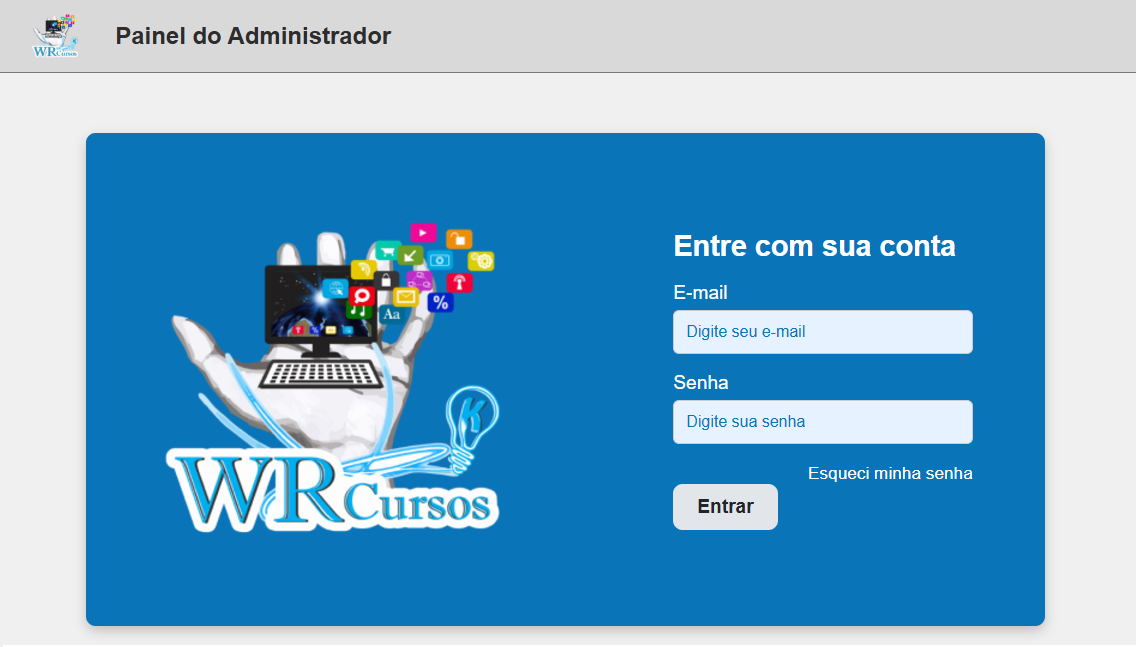 WRCursos
Painel do Administrador
Entre com sua conta
E-mail
Digite seu e-mail
Senha
Digite sua senha
Esqueci minha senha
Entrar
%
Aa
K
WRCursos